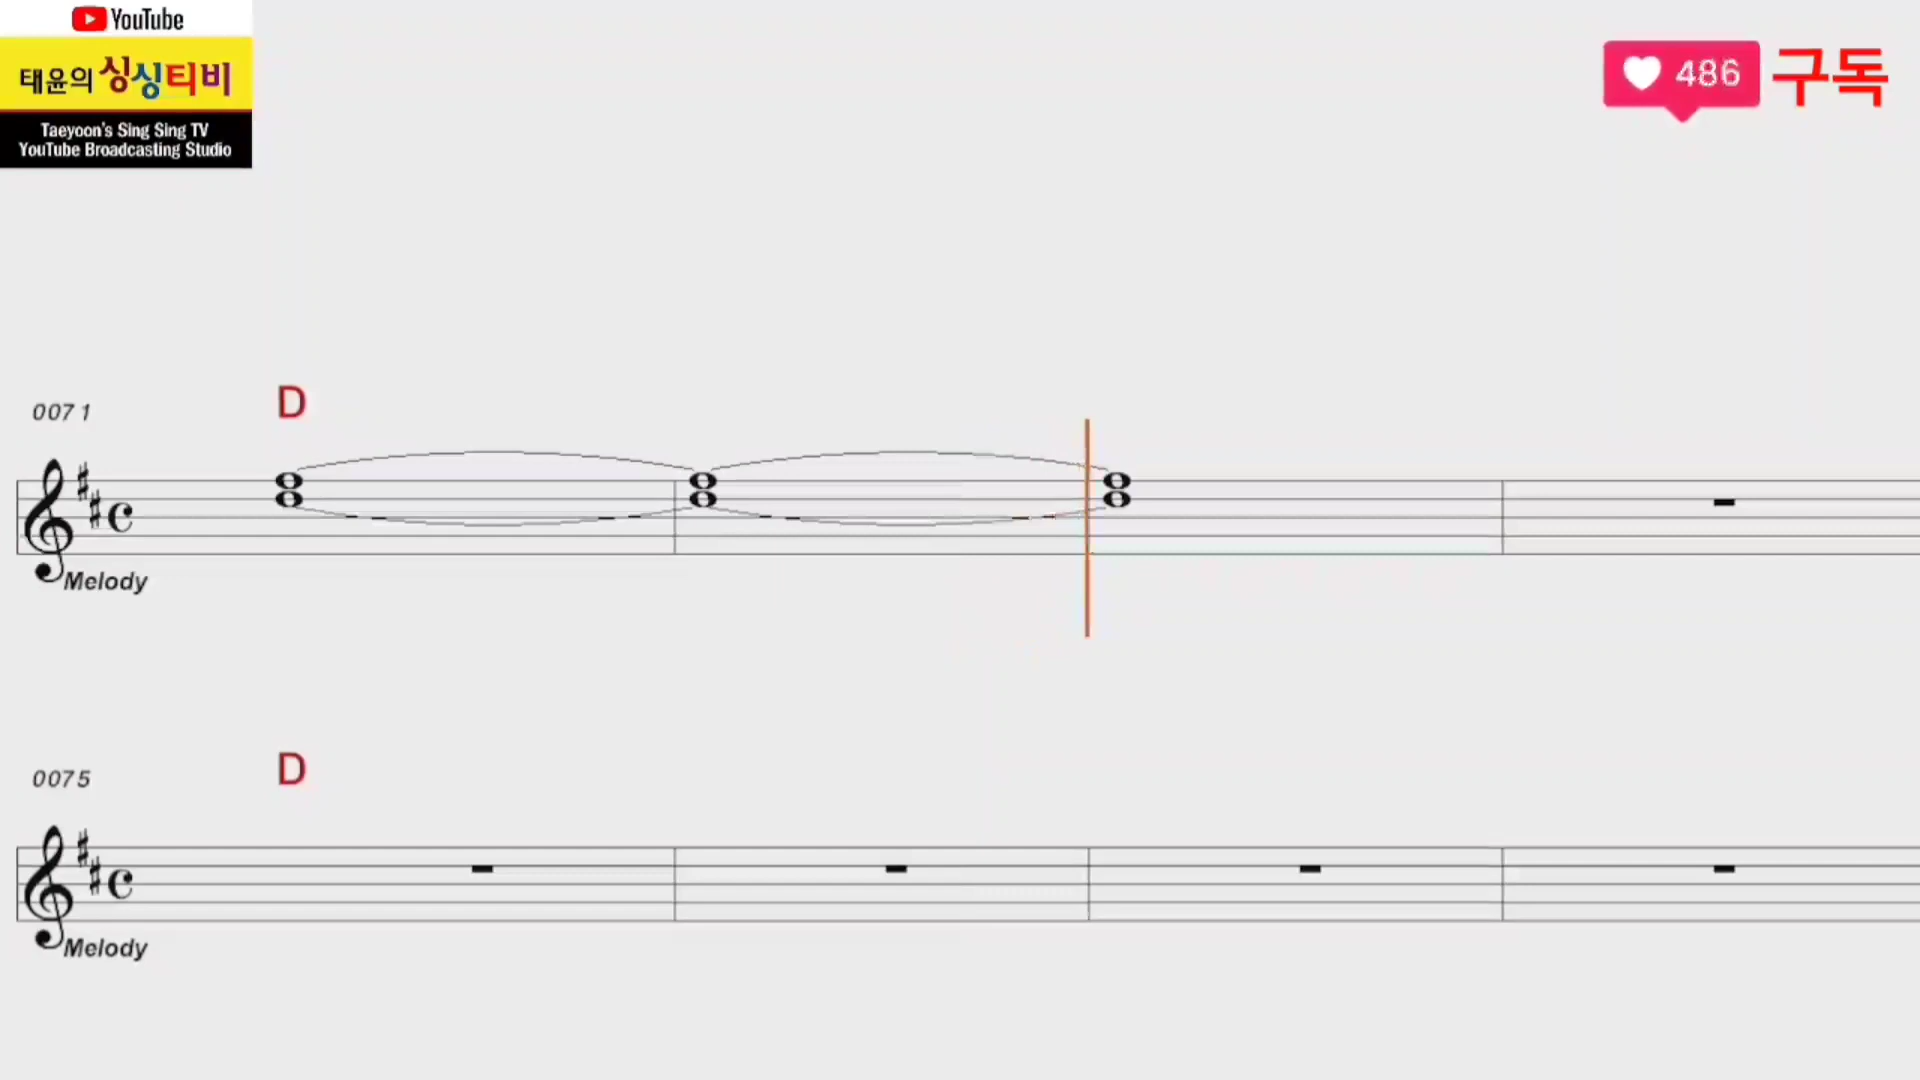 YouTube
태윤의 싱싱티비
Taeyoon's Sing Sing TV
YouTube Broadcasting Studio
486 구독
0071 D
Melody
0075 D
Melody